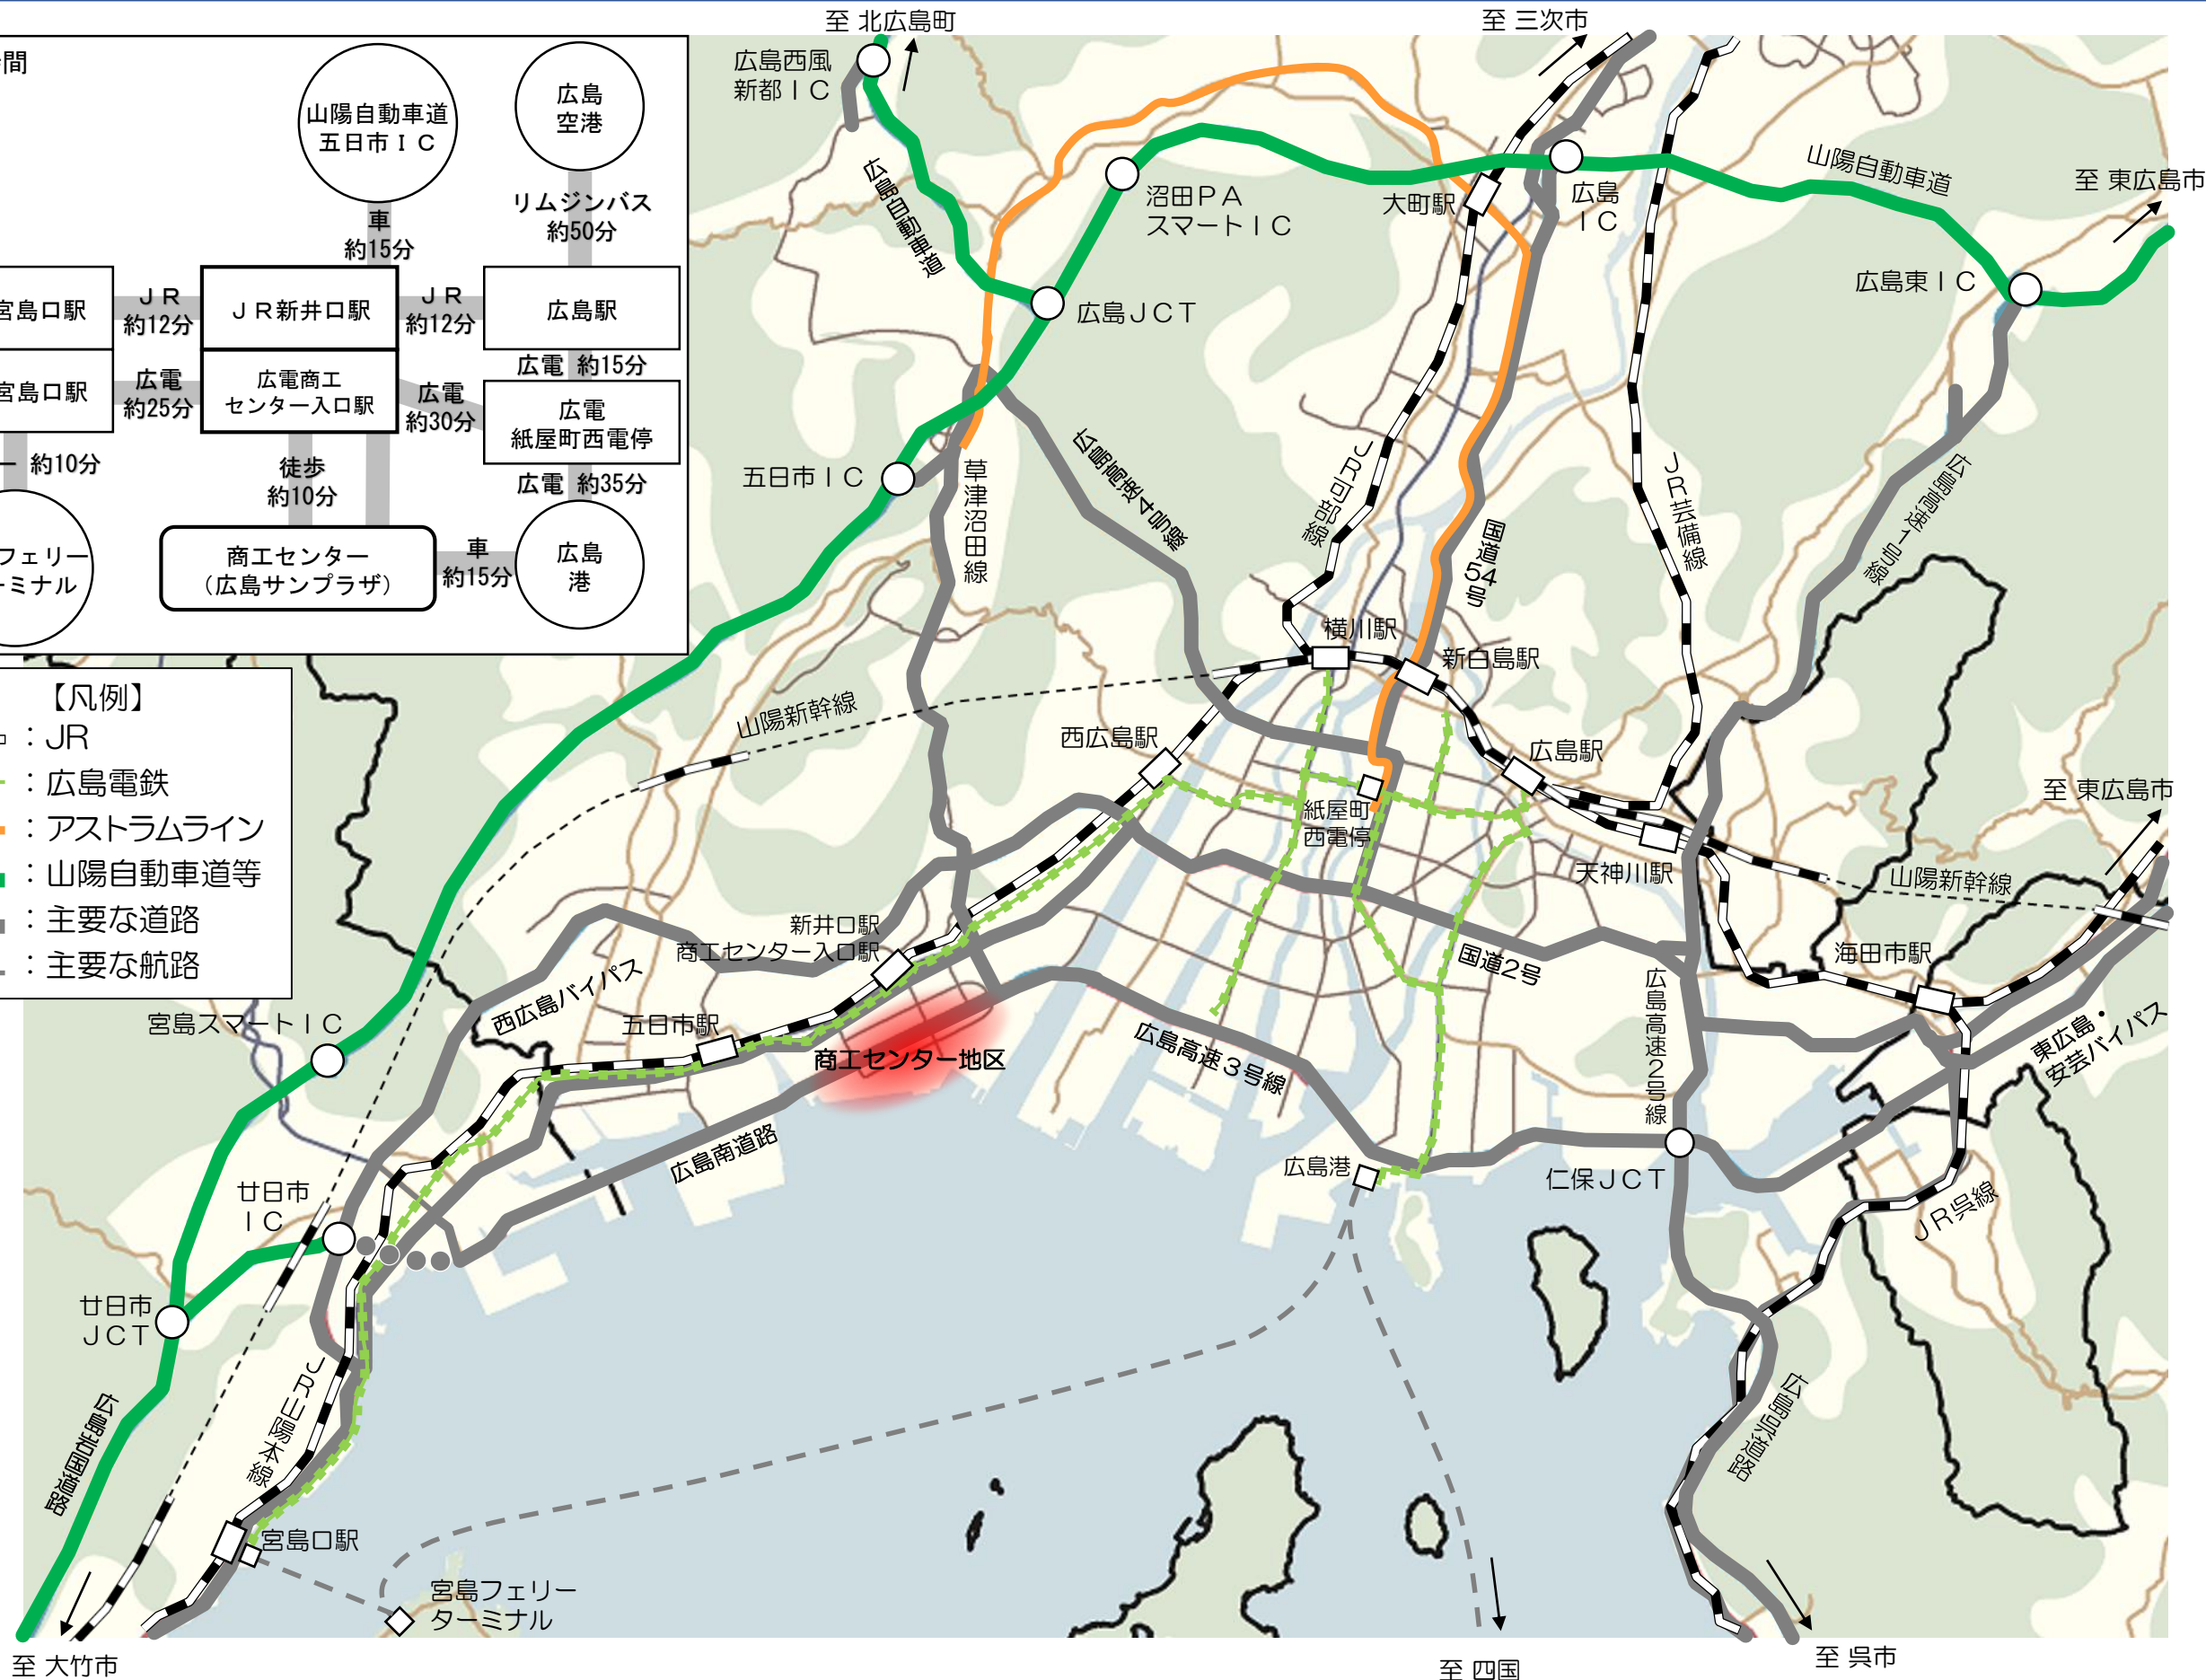 至 北広島町
至 三次市
間
山陽自動車道
五日市ＩＣ
広島
空港
車
約15分
リムジンバス
約50分
宮島口駅
ＪＲ
約12分
ＪＲ新井口駅
ＪＲ
約12分
広島駅
広電 約15分
宮島口駅
広電
約25分
広電商工
センター入口駅
広電
約30分
広電
紙屋町西電停
ー 約10分
徒歩
約10分
広電 約35分
フェリー
ーミナル
商工センター
（広島サンプラザ）
車
約15分
広島
港
【凡例】
：JR
：広島電鉄
：アストラムライン
：山陽自動車道等
：主要な道路
：主要な航路
広島西風
新都ＩＣ
広島自動車道
沼田ＰＡ
スマートＩＣ
大町駅
広島
ＩＣ
山陽自動車道
至 東広島市
広島東ＩＣ
広島ＪＣＴ
五日市ＩＣ
草津沼田線
広島高速４号線
ＪＲ可部線
国道54号
ＪＲ芸備線
広島高速１号線
横川駅
新白島駅
山陽新幹線
西広島駅
広島駅
紙屋町
西電停
天神川駅
至 東広島市
山陽新幹線
新井口駅
商工センター入口駅
国道２号
海田市駅
西広島バイパス
広島高速２号線
宮島スマートＩＣ
五日市駅
商工センター地区
広島高速３号線
東広島・
安芸バイパス
広島南道路
広島港
仁保ＪＣＴ
廿日市
ＩＣ
ＪＲ呉線
廿日市
ＪＣＴ
ＪＲ山陽本線
広島岩国道路
広島呉道路
宮島口駅
宮島フェリー
ターミナル
至 大竹市
至 四国
至 呉市